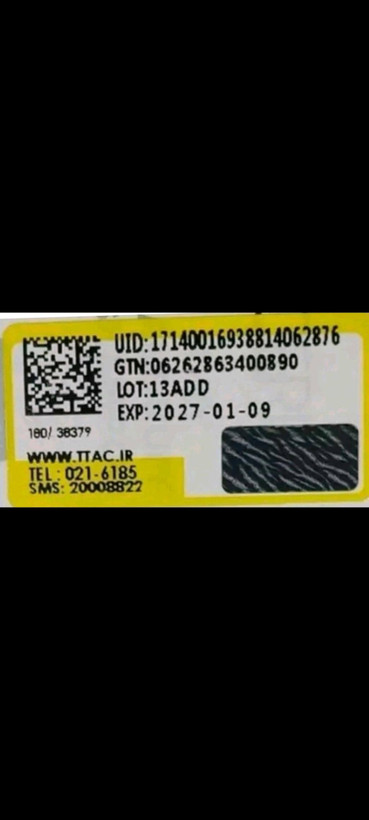 UID:17140016938814062876
GTN:06262863400890
LOT:13ADD
EXP:2027-01-09
180/ 38379
WWW.TTAC.IR
TEL : 021-6185
SMS: 20008822